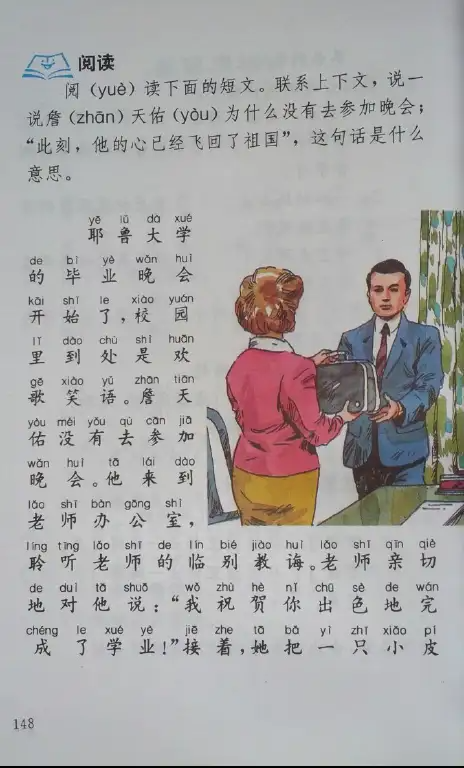 阅读
阅（yuè）读下面的短文。联系上下文，说一
说詹（zhān）天佑（yòu）为什么没有去参加晚会；
“此刻，他的心已经飞回了祖国”，这句话是什么
意思。
yē lǔ dà xué
耶鲁大学
de bì yè wǎn huì
的毕业晚会
kāi shǐ le xiào yuán
开始了，校园
lǐ dào chù shì huān
里到处是欢
gē xiào yǔ zhān tiān
歌笑语。詹天
yòu méi yǒu qù cān jiā
佑没有去参加
wǎn huì tā lái dào
晚会。他来到
lǎo shī bàn gōng shì
老师办公室，
líng tīng lǎo shī de lín bié jiào huì lǎo shī qīn qiè
聆听老师的临别教诲。老师亲切
de duì tā shuō wǒ zhù hè nǐ chū sè de wán
地对他说：“我祝贺你出色地完
chéng le xué yè jiē zhe tā bǎ yì zhī xiǎo pí
成了学业！”接着，她把一只小皮
148